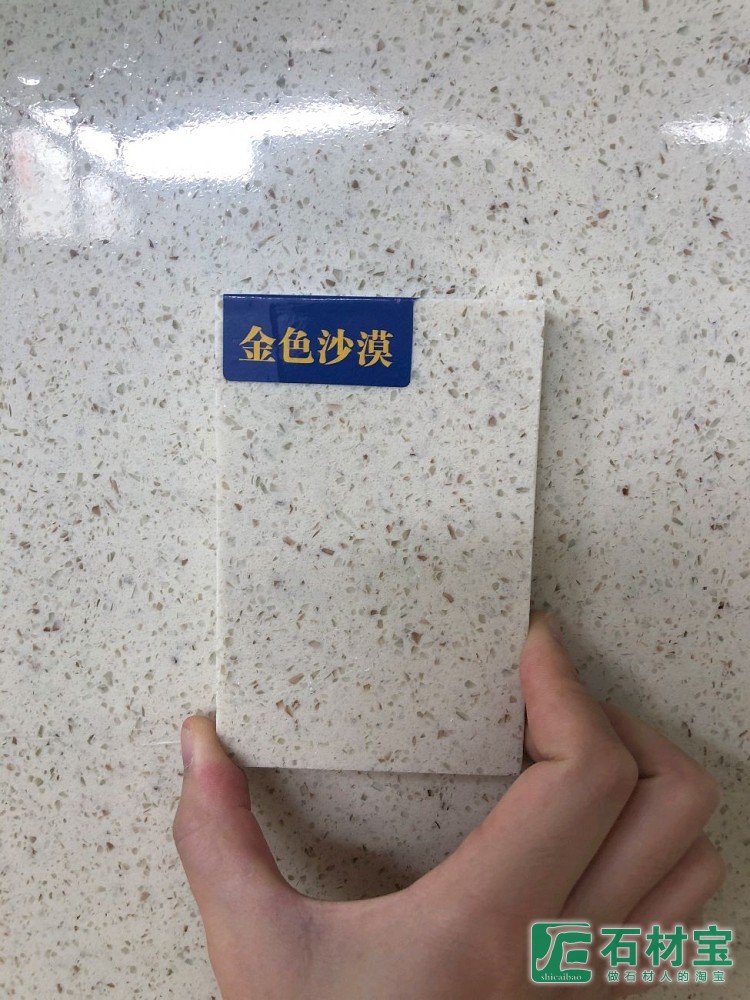 金色沙漠
石材宝
shicaibao
做石材人的淘宝